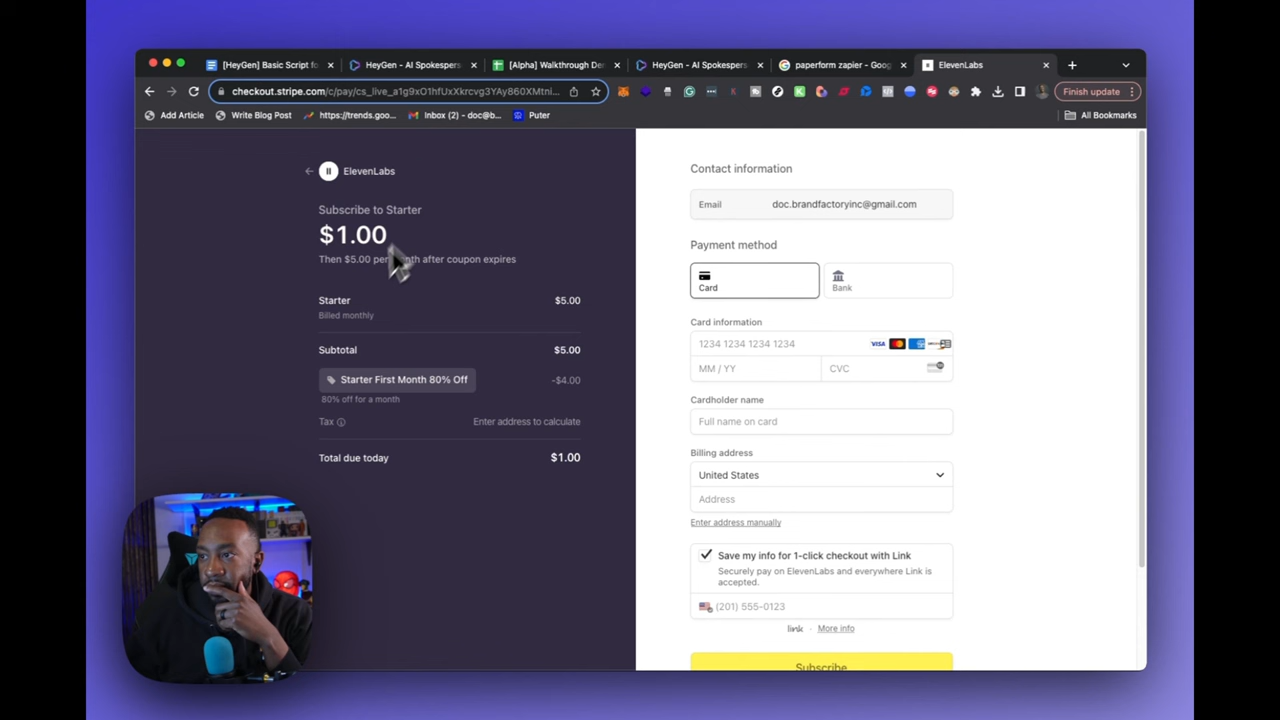 [HeyGen] Basic Script fo
HeyGen - AI Spokespers
[Alpha] Walkthrough De
HeyGen - AI Spokespers
paperform zapier - Goog
ElevenLabs
checkout.stripe.com/c/pay/cs_live_a1g9xO1hfUxXkrcvg3YAy860XMtni...
Finish update
Add Article
Write Blog Post
https://trends.goo...
Inbox (2) - doc@b...
Puter
All Bookmarks
ElevenLabs
Subscribe to Starter
$1.00
Then $5.00 per month after coupon expires
Starter $5.00
Billed monthly
Subtotal $5.00
Starter First Month 80% Off -$4.00
80% off for a month
Tax Enter address to calculate
Total due today $1.00
Contact information
Email doc.brandfactoryinc@gmail.com
Payment method
Card
Bank
Card information
1234 1234 1234 1234 VISA
MM / YY CVC
Cardholder name
Full name on card
Billing address
United States
Address
Enter address manually
Save my info for 1-click checkout with Link
Securely pay on ElevenLabs and everywhere Link is
accepted.
(201) 555-0123
link · More info
Subscribe